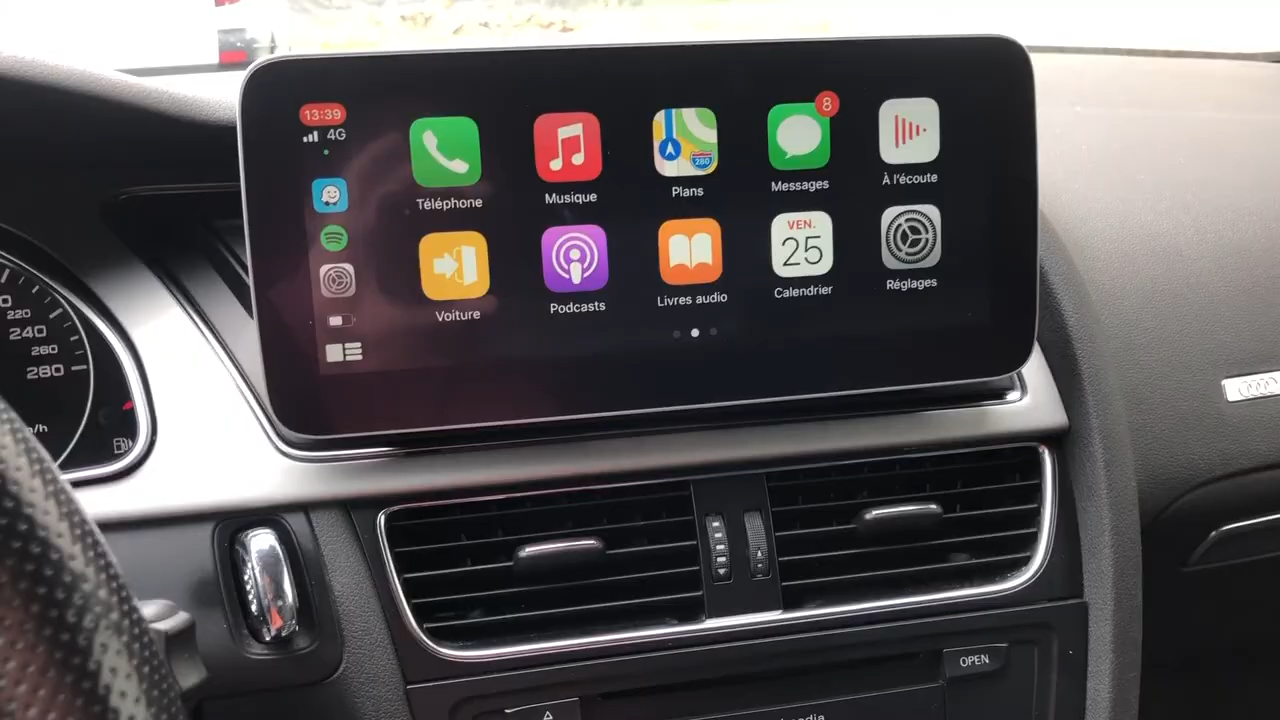 13:39
4G
8
280
Téléphone
Musique
Plans
Messages
À l'écoute
VEN.
25
Voiture
Podcasts
Livres audio
Calendrier
Réglages
220
240
260
280
OPEN